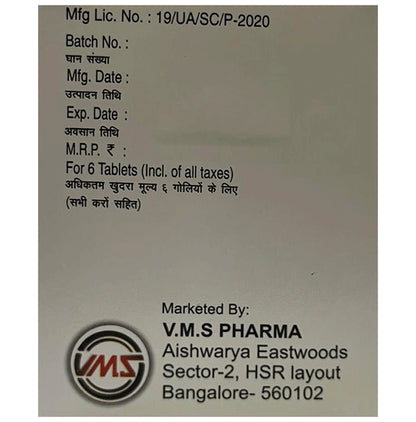 Mfg Lic. No. : 19/UA/SC/P-2020
Batch No. :
घान संख्या
Mfg. Date :
उत्पादन तिथि
Exp. Date :
अवसान तिथि
M.R.P. ₹ :
For 6 Tablets (Incl. of all taxes)
अधिकतम खुदरा मूल्य ६ गोलियों के लिए
(सभी करों सहित)
Marketed By:
V.M.S PHARMA
VMS
Aishwarya Eastwoods
Sector-2, HSR layout
Bangalore- 560102